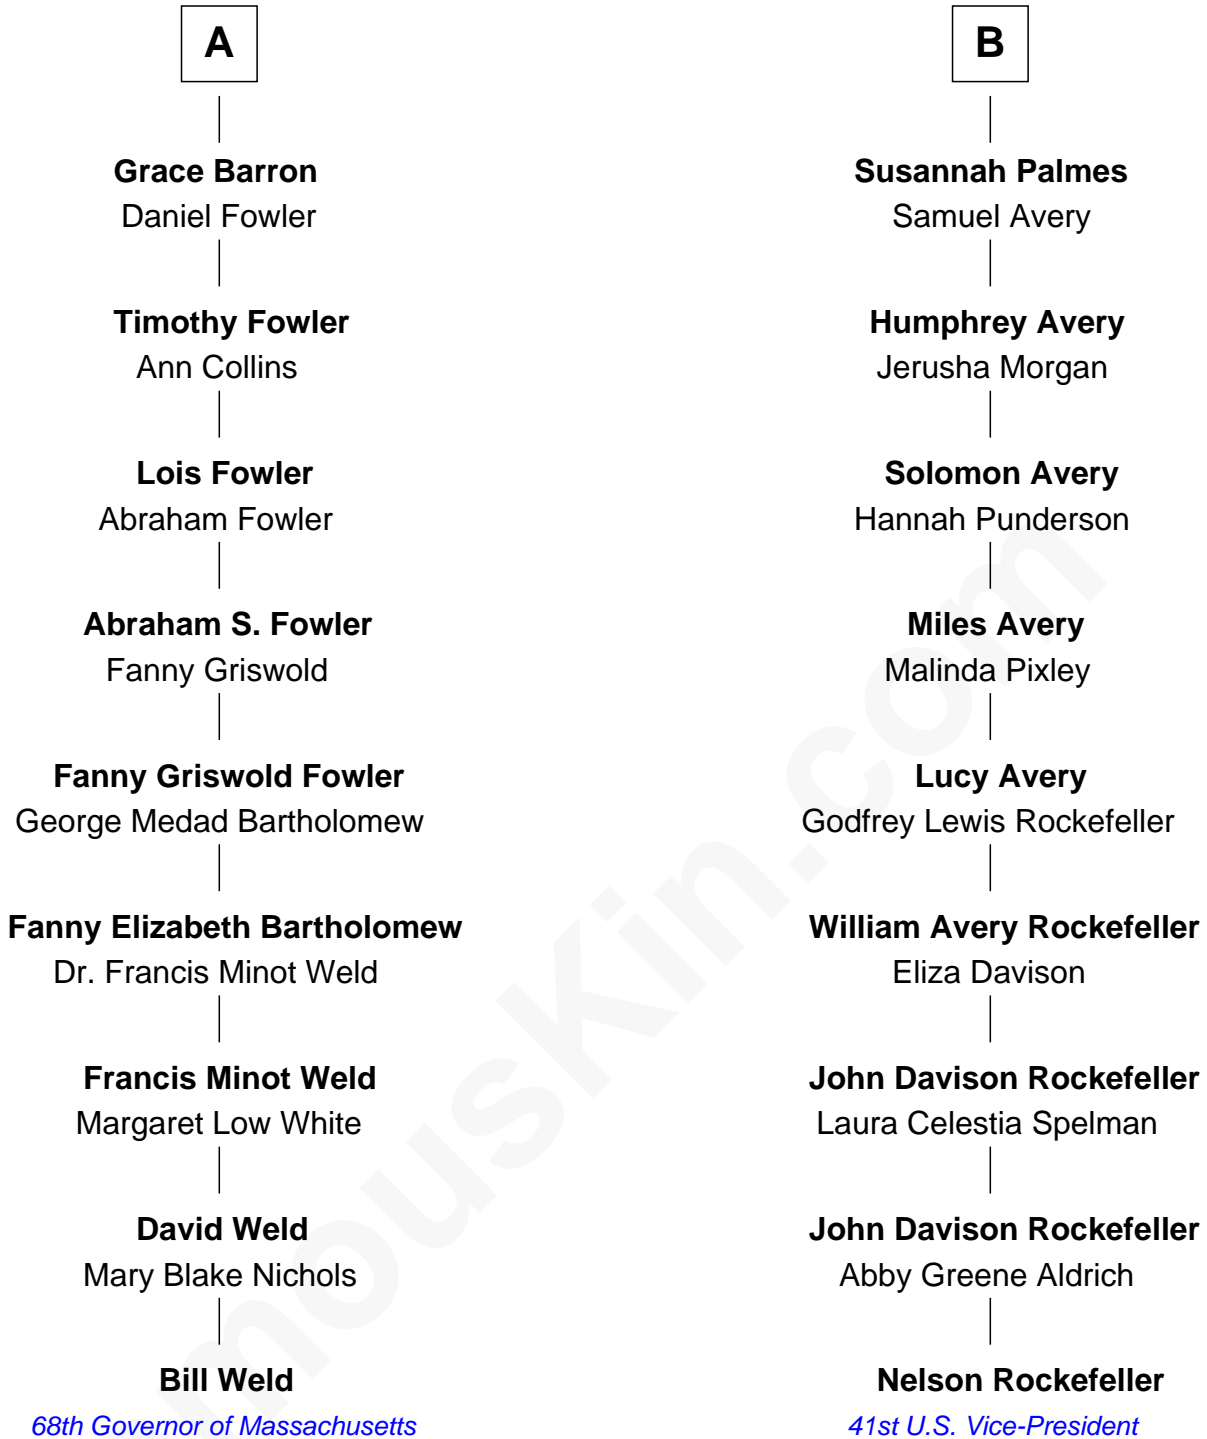 A
Grace Barron
Daniel Fowler
Timothy Fowler
Ann Collins
Lois Fowler
Abraham Fowler
Abraham S. Fowler
Fanny Griswold
Fanny Griswold Fowler
George Medad Bartholomew
Fanny Elizabeth Bartholomew
Dr. Francis Minot Weld
Francis Minot Weld
Margaret Low White
David Weld
Mary Blake Nichols
Bill Weld
68th Governor of Massachusetts
B
Susannah Palmes
Samuel Avery
Humphrey Avery
Jerusha Morgan
Solomon Avery
Hannah Punderson
Miles Avery
Malinda Pixley
Lucy Avery
Godfrey Lewis Rockefeller
William Avery Rockefeller
Eliza Davison
John Davison Rockefeller
Laura Celestia Spelman
John Davison Rockefeller
Abby Greene Aldrich
Nelson Rockefeller
41st U.S. Vice-President
mousKin.com